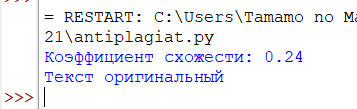 >>>
= RESTART: C:\Users\Tamamo no Ma
21\antiplagiat.py
Коэффициент схожести: 0.24
Текст оригинальный
>>>